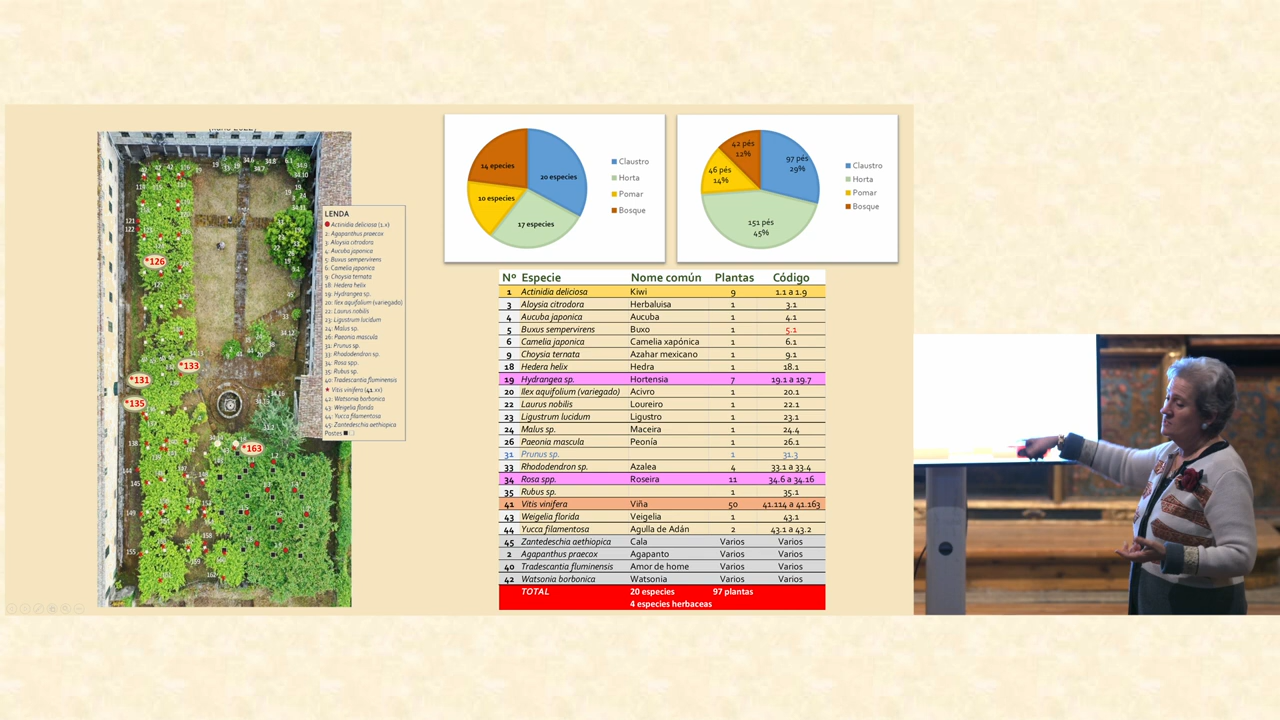 LENDA
Actinidia deliciosa (1.x)
2: Agapanthus praecox
3: Aloysia citrodora
4: Aucuba japonica
5: Buxus sempervirens
6: Camelia japonica
9: Choysia ternata
18: Hedera helix
19: Hydrangea sp.
20: Ilex aquifolium (variegado)
22: Laurus nobilis
23: Ligustrum lucidum
24: Malus sp.
26: Paeonia mascula
31: Prunus sp.
33: Rhododendron sp.
34: Rosa spp.
35: Rubus sp.
40: Tradescantia fluminensis
Vitis vinifera (41.xx)
42: Watsonia borbonica
43: Weigelia florida
44: Yucca filamentosa
45: Zantedeschia aethiopica
Postes
*126
*133
*131
*135
*163
14 epecies
20 especies
10 especies
17 especies
Claustro
Horta
Pomar
Bosque
42 pés
12%
97 pés
29%
46 pés
14%
151 pés
45%
Claustro
Horta
Pomar
Bosque
Nº Especie Nome común Plantas Código
1 Actinidia deliciosa Kiwi 9 1.1 a 1.9
3 Aloysia citrodora Herbaluisa 1 3.1
4 Aucuba japonica Aucuba 1 4.1
5 Buxus sempervirens Buxo 1 5.1
6 Camelia japonica Camelia xapónica 1 6.1
9 Choysia ternata Azahar mexicano 1 9.1
18 Hedera helix Hedra 1 18.1
19 Hydrangea sp. Hortensia 7 19.1 a 19.7
20 Ilex aquifolium (variegado) Acivro 1 20.1
22 Laurus nobilis Loureiro 1 22.1
23 Ligustrum lucidum Ligustro 1 23.1
24 Malus sp. Maceira 1 24.4
26 Paeonia mascula Peonía 1 26.1
31 Prunus sp. 1 31.3
33 Rhododendron sp. Azalea 4 33.1 a 33.4
34 Rosa spp. Roseira 11 34.6 a 34.16
35 Rubus sp. 1 35.1
41 Vitis vinifera Viña 50 41.114 a 41.163
43 Weigelia florida Veigelia 1 43.1
44 Yucca filamentosa Agulla de Adán 2 43.1 a 43.2
45 Zantedeschia aethiopica Cala Varios Varios
2 Agapanthus praecox Agapanto Varios Varios
40 Tradescantia fluminensis Amor de home Varios Varios
42 Watsonia borbonica Watsonia Varios Varios
TOTAL 20 especies 97 plantas
4 especies herbaceas